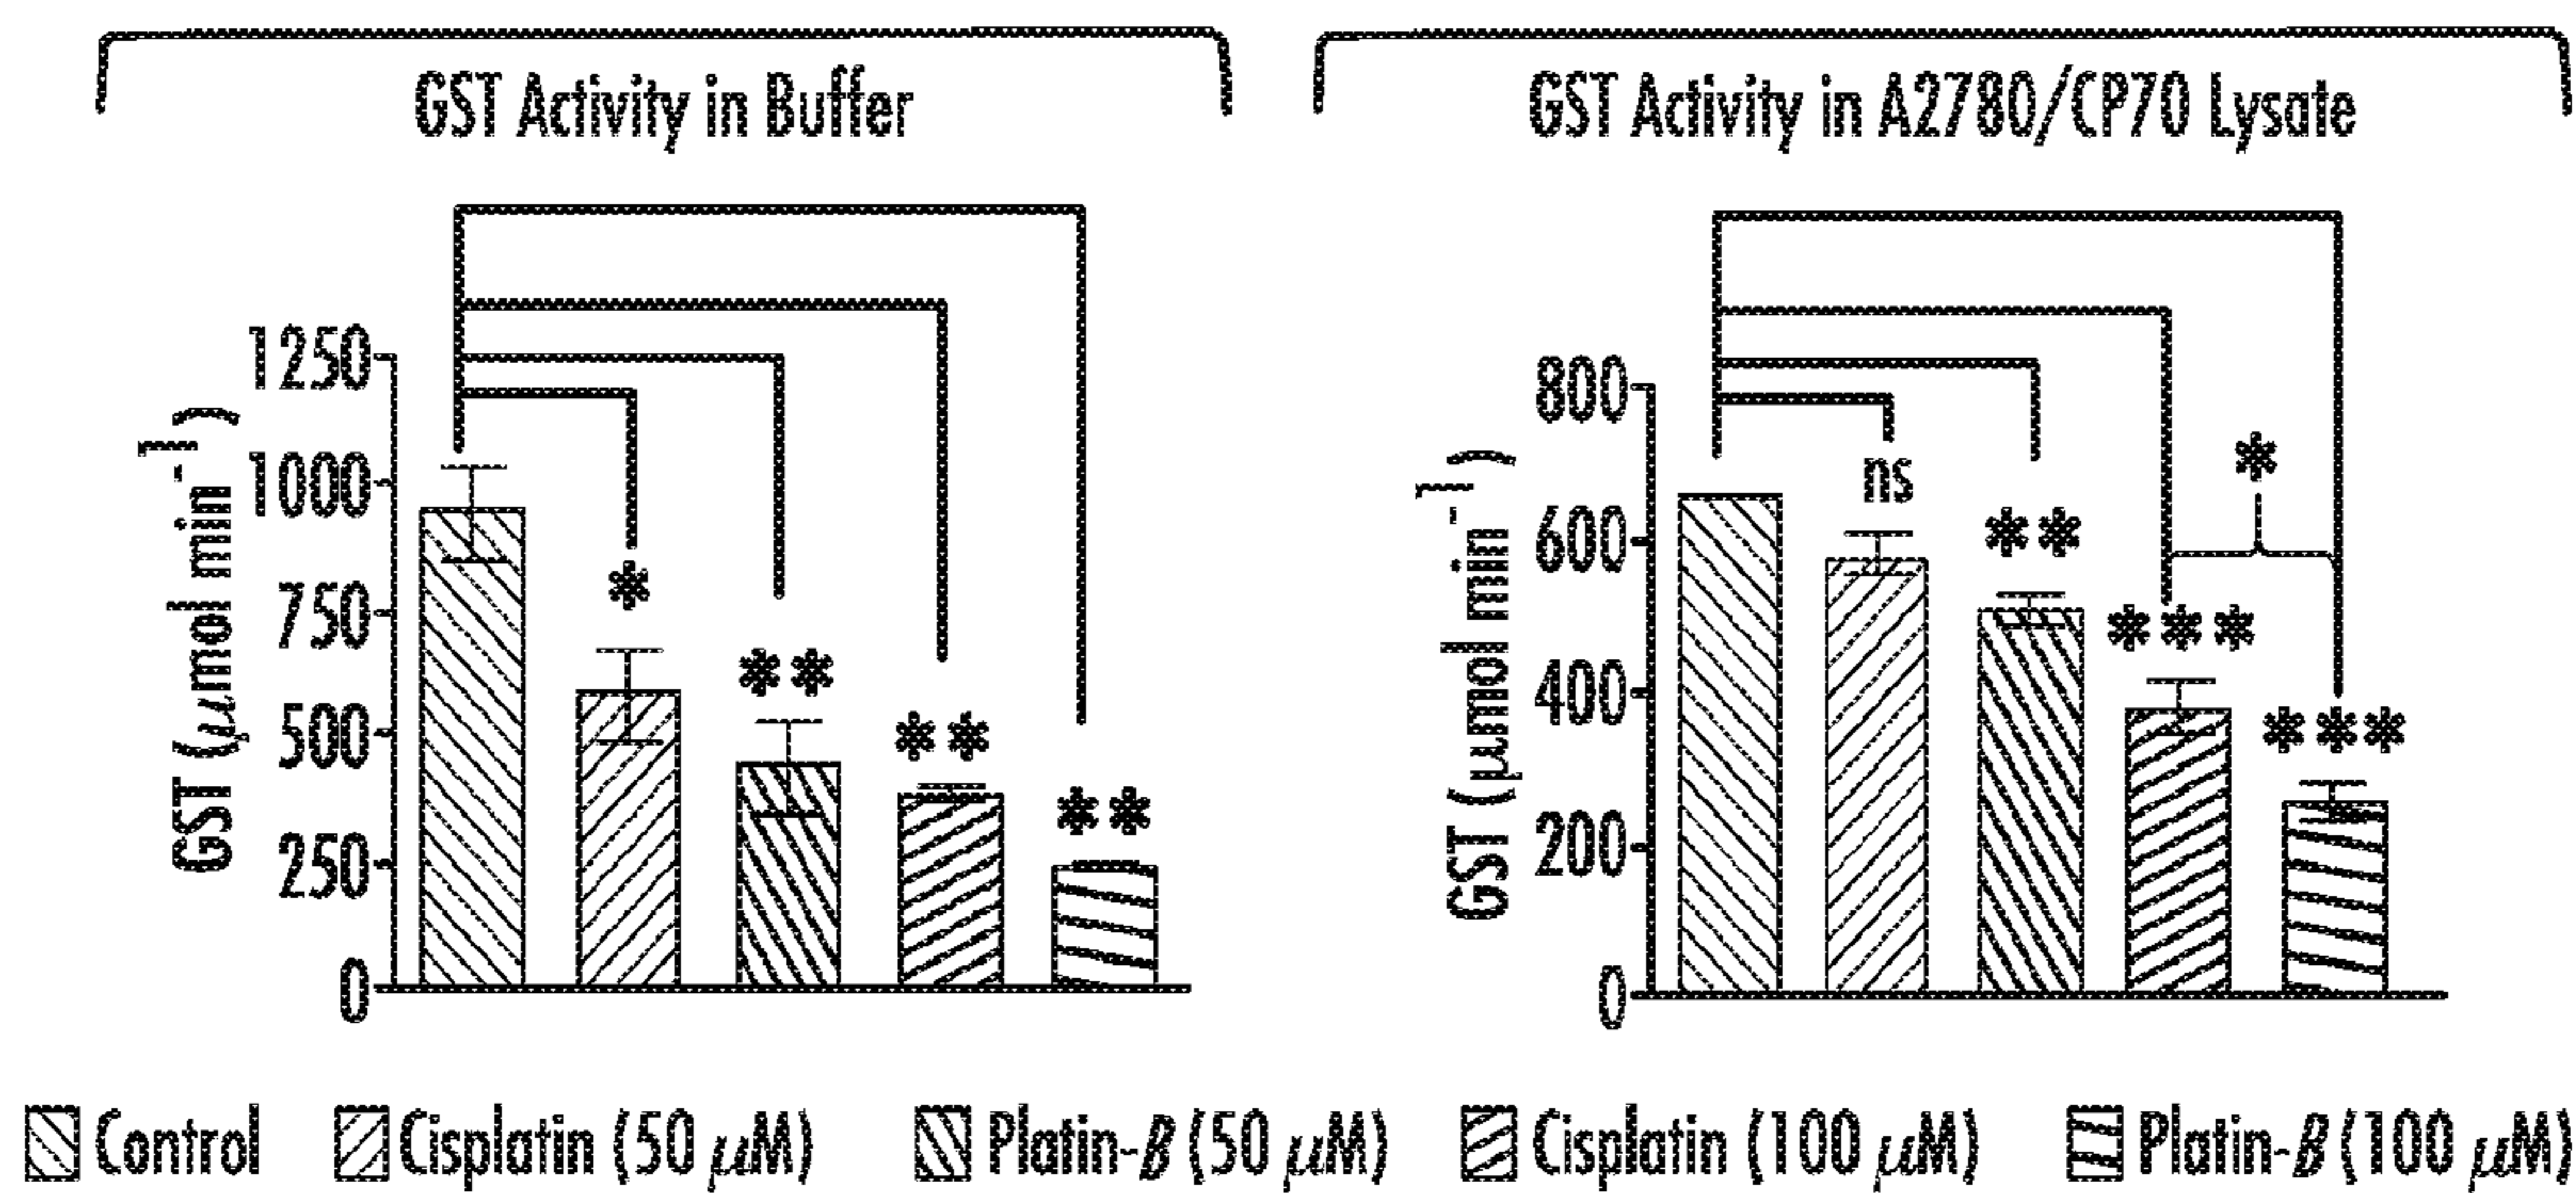 GST Activity in Buffer
GST (μmol min⁻¹)
1250
1000
750
500
250
0
*
**
**
**
GST Activity in A2780/CP70 Lysate
GST (μmol min⁻¹)
800
600
400
200
0
ns
**
***
*
***
Control
Cisplatin (50 μM)
Platin-B (50 μM)
Cisplatin (100 μM)
Platin-B (100 μM)